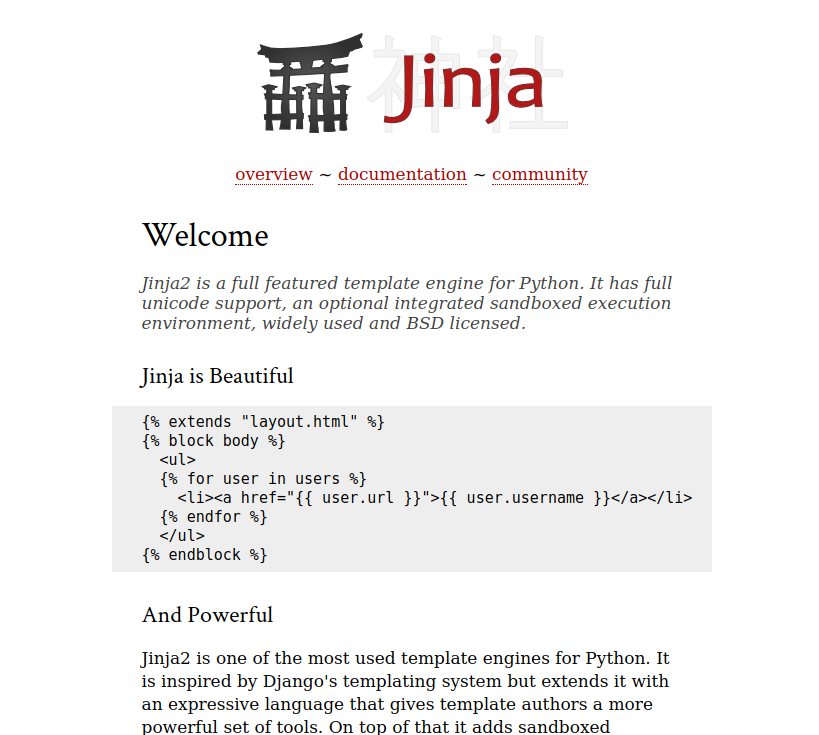 神社
Jinja
overview ~ documentation ~ community
Welcome
Jinja2 is a full featured template engine for Python. It has full
unicode support, an optional integrated sandboxed execution
environment, widely used and BSD licensed.
Jinja is Beautiful
{% extends "layout.html" %}
{% block body %}
  <ul>
  {% for user in users %}
    <li><a href="{{ user.url }}">{{ user.username }}</a></li>
  {% endfor %}
  </ul>
{% endblock %}
And Powerful
Jinja2 is one of the most used template engines for Python. It
is inspired by Django's templating system but extends it with
an expressive language that gives template authors a more
powerful set of tools. On top of that it adds sandboxed